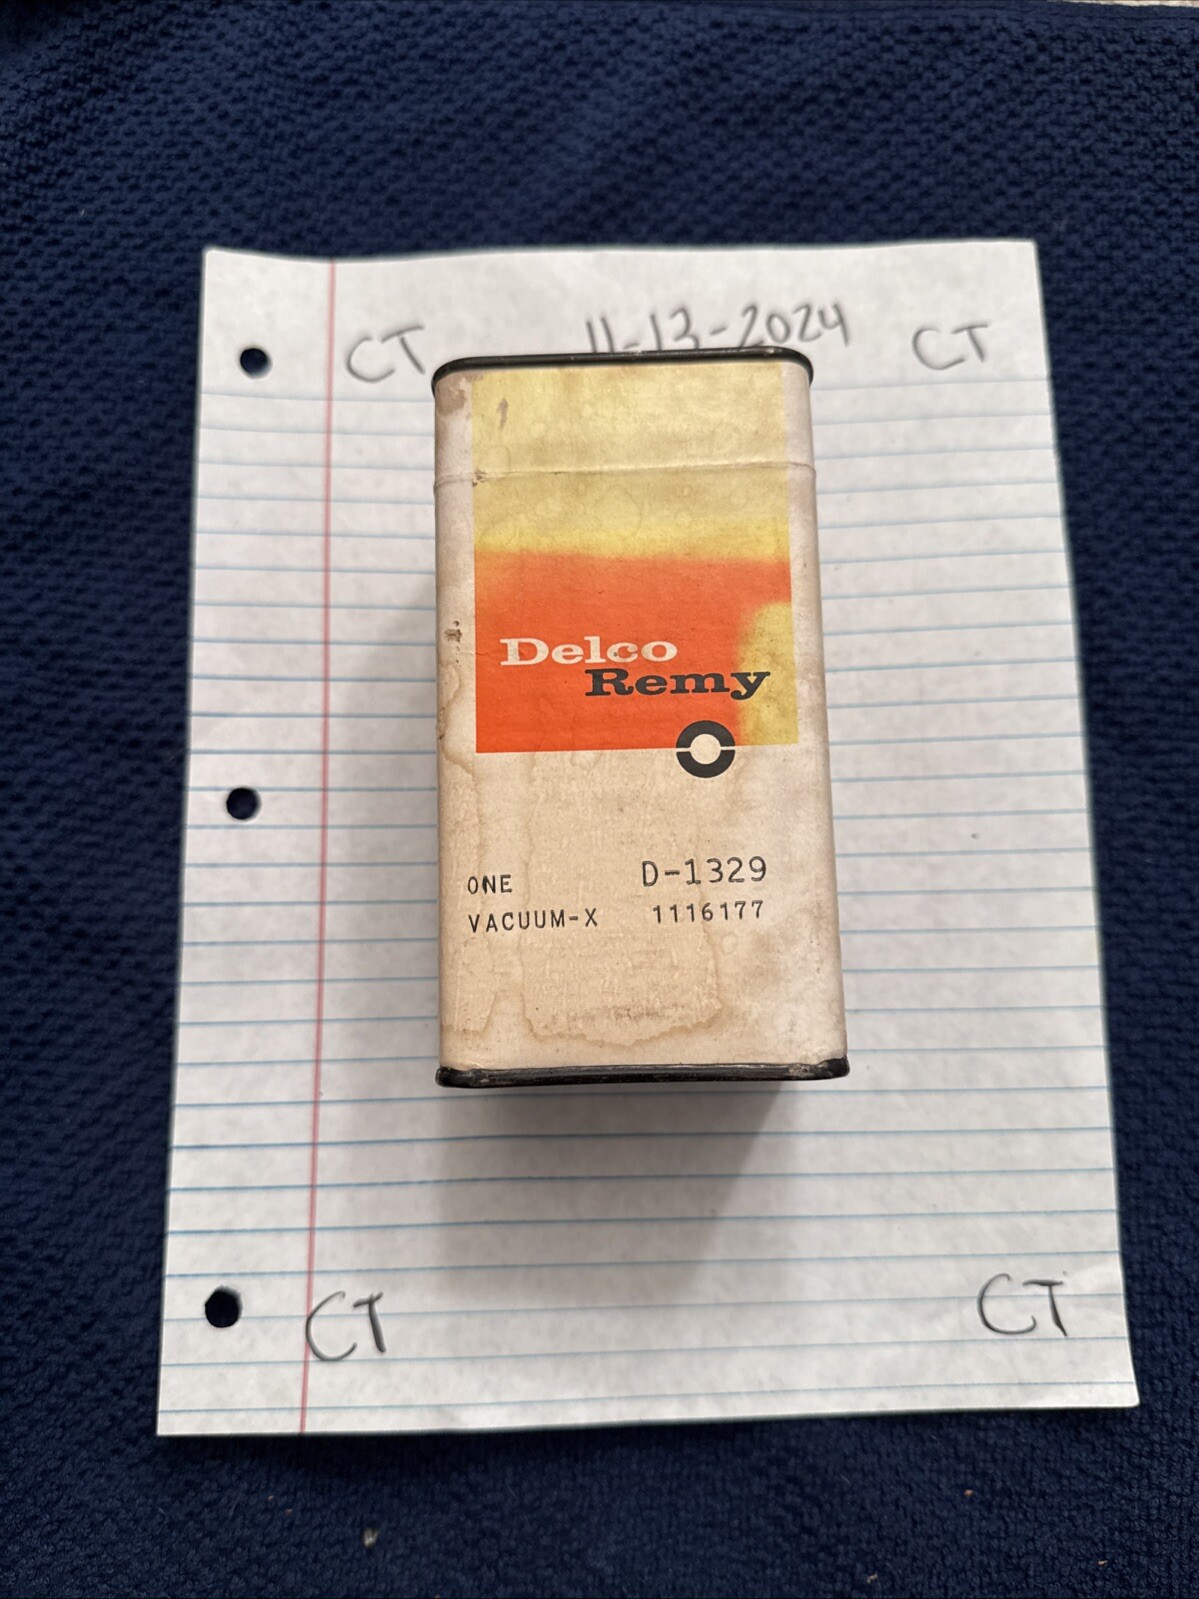 CT 11-13-2024 CT
Delco
Remy
ONE D-1329
VACUUM-X 1116177
CT CT